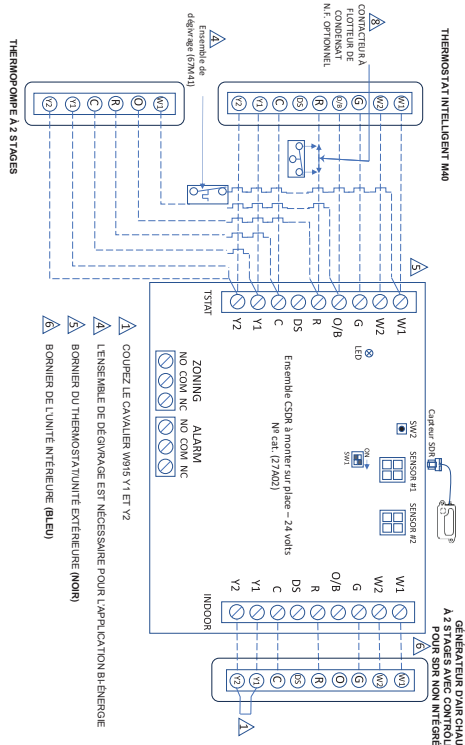 THERMOSTAT INTELLIGENT M40
W1
W2
G
O/B
R
DS
C
Y1
Y2
8
CONTACTEUR À
FLOTTEUR DE
CONDENSAT
N.F. OPTIONNEL
4
Ensemble de
dégivrage (67M41)
THERMOPOMPE À 2 STAGES
W1
O
R
C
Y1
Y2
5
TSTAT
W1
W2
G
O/B
R
DS
C
Y1
Y2
LED
Capteur SDR
SW2
SENSOR #1
SENSOR #2
ON
SW1
Ensemble CSDR à monter sur place – 24 volts
Nº cat. (27A02)
ZONING
NO COM NC
ALARM
NO COM NC
W1
W2
G
O/B
R
DS
C
Y1
Y2
INDOOR
GÉNÉRATEUR D'AIR CHAU
À 2 STAGES AVEC CONTRÔL
POUR SDR NON INTÉGRÉ
6
W1
W2
G
O
R
DS
C
Y1
Y2
1
1 COUPEZ LE CAVALIER W915 Y1 ET Y2
4 L'ENSEMBLE DE DÉGIVRAGE EST NÉCESSAIRE POUR L'APPLICATION BI-ÉNERGIE
5 BORNIER DU THERMOSTAT/UNITÉ EXTÉRIEURE (NOIR)
6 BORNIER DE L'UNITÉ INTÉRIEURE (BLEU)